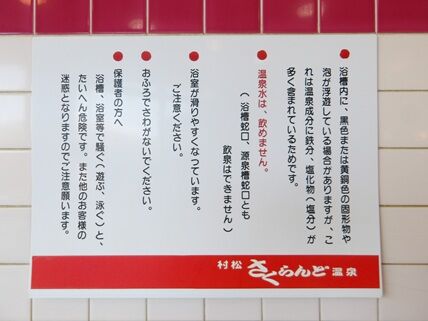 ● 浴槽内に、黒色または黄銅色の固形物や
泡が浮遊している場合がありますが、こ
れは温泉成分に鉄分、塩化物(塩分)が
多く含まれているためです。
● 温泉水は、飲めません。
(浴槽蛇口、源泉槽蛇口とも
飲泉はできません)
● 浴室が滑りやすくなっています。
ご注意ください。
● おふろでさわがないでください。
● 保護者の方へ
浴槽、浴室等で騒ぐ(遊ぶ、泳ぐ)と、
たいへん危険です。また他のお客様の
迷惑となりますのでご注意願います。
村松 さくらんど 温泉